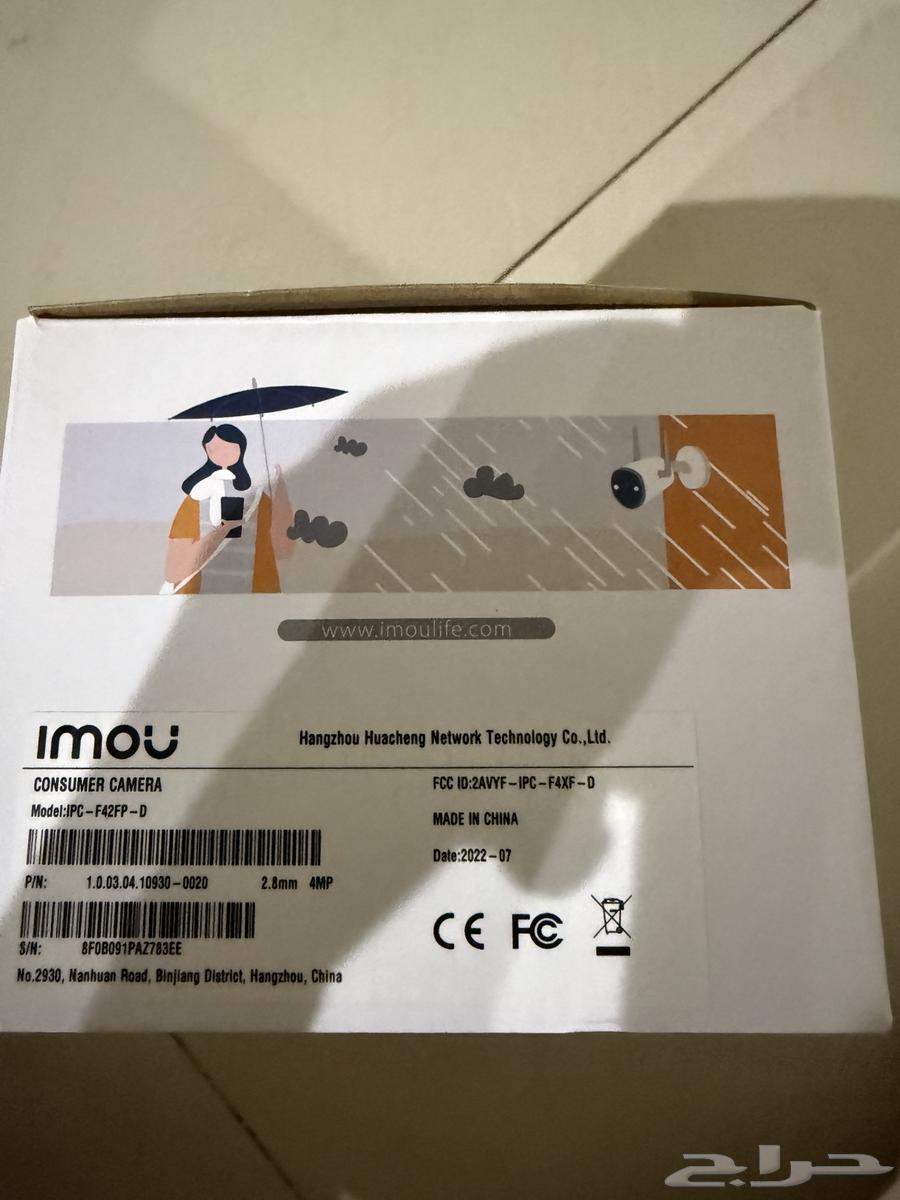 www.imoulife.com
imou
Hangzhou Huacheng Network Technology Co.,Ltd.
CONSUMER CAMERA
FCC ID:2AVYF-IPC-F4XF-D
Model:IPC-F42FP-D
MADE IN CHINA
Date:2022-07
P/N: 1.0.03.04.10930-0020 2.8mm 4MP
CE FC
S/N: 8F0B091PAZ783EE
No.2930, Nanhuan Road, Binjiang District, Hangzhou, China
حراج